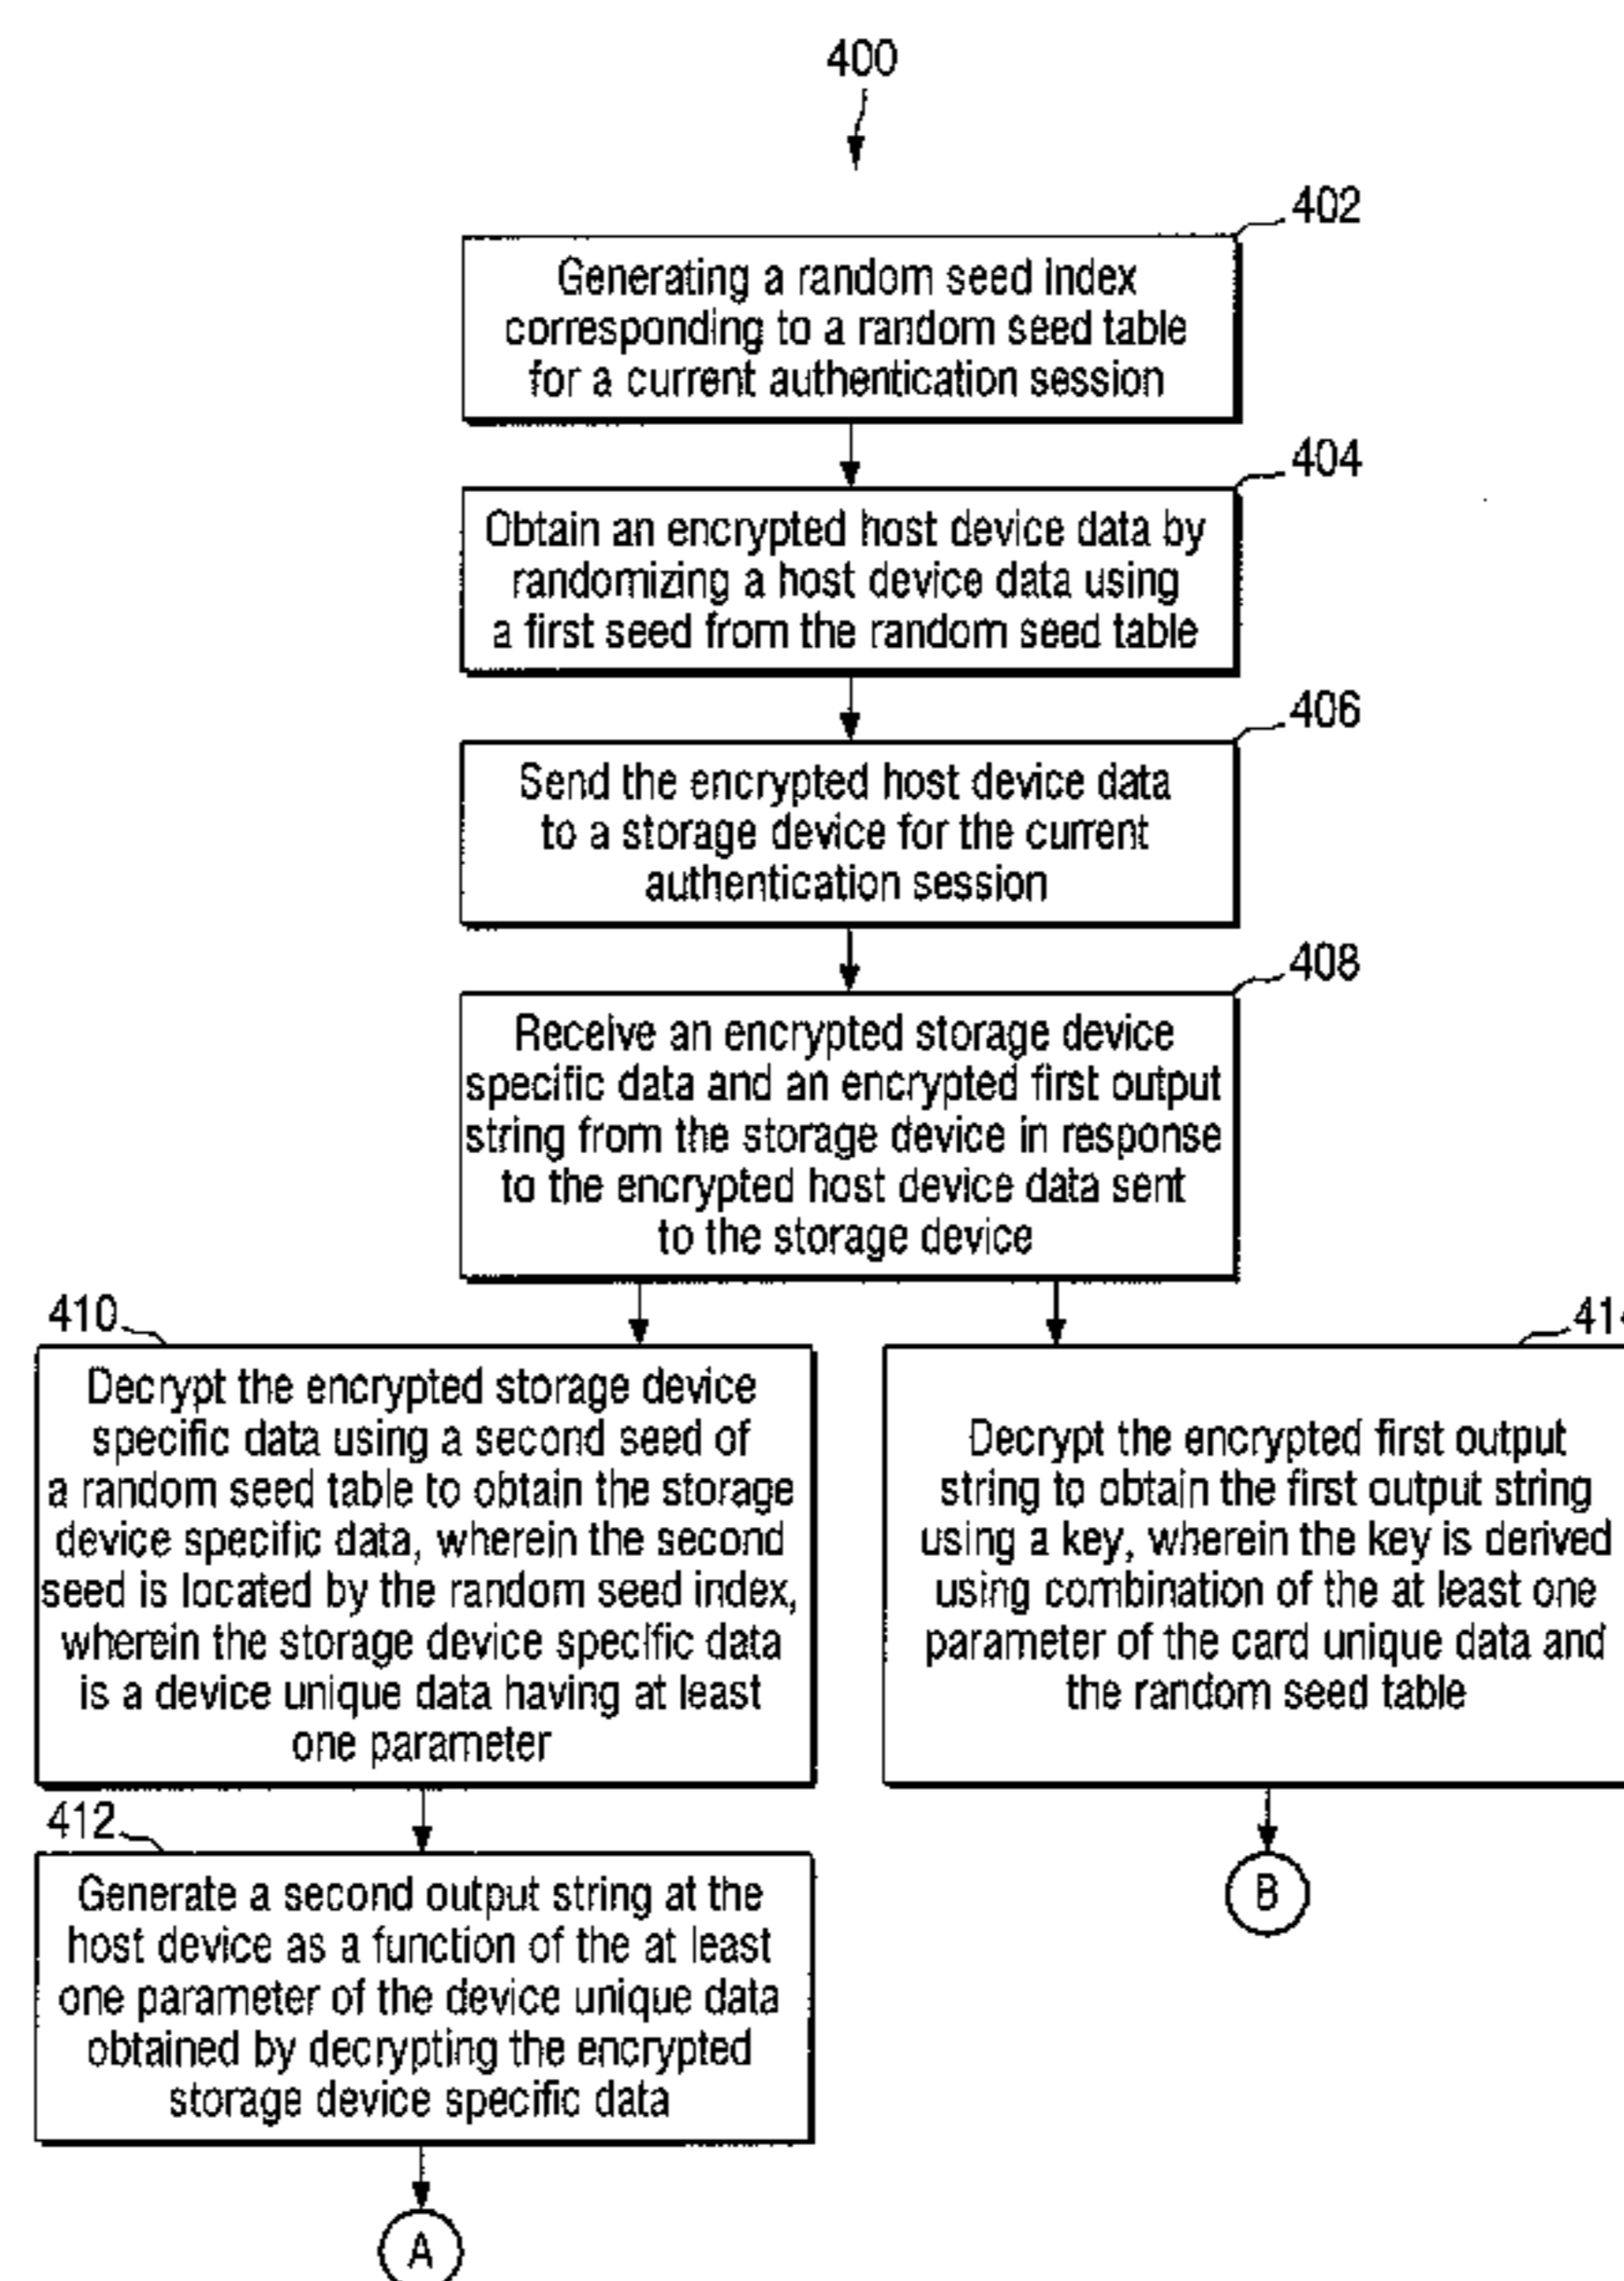 400
402
Generating a random seed index
corresponding to a random seed table
for a current authentication session
404
Obtain an encrypted host device data by
randomizing a host device data using
a first seed from the random seed table
406
Send the encrypted host device data
to a storage device for the current
authentication session
408
Receive an encrypted storage device
specific data and an encrypted first output
string from the storage device in response
to the encrypted host device data sent
to the storage device
410
Decrypt the encrypted storage device
specific data using a second seed of
a random seed table to obtain the storage
device specific data, wherein the second
seed is located by the random seed index,
wherein the storage device specific data
is a device unique data having at least
one parameter
414
Decrypt the encrypted first output
string to obtain the first output string
using a key, wherein the key is derived
using combination of the at least one
parameter of the card unique data and
the random seed table
412
Generate a second output string at the
host device as a function of the at least
one parameter of the device unique data
obtained by decrypting the encrypted
storage device specific data
B
A